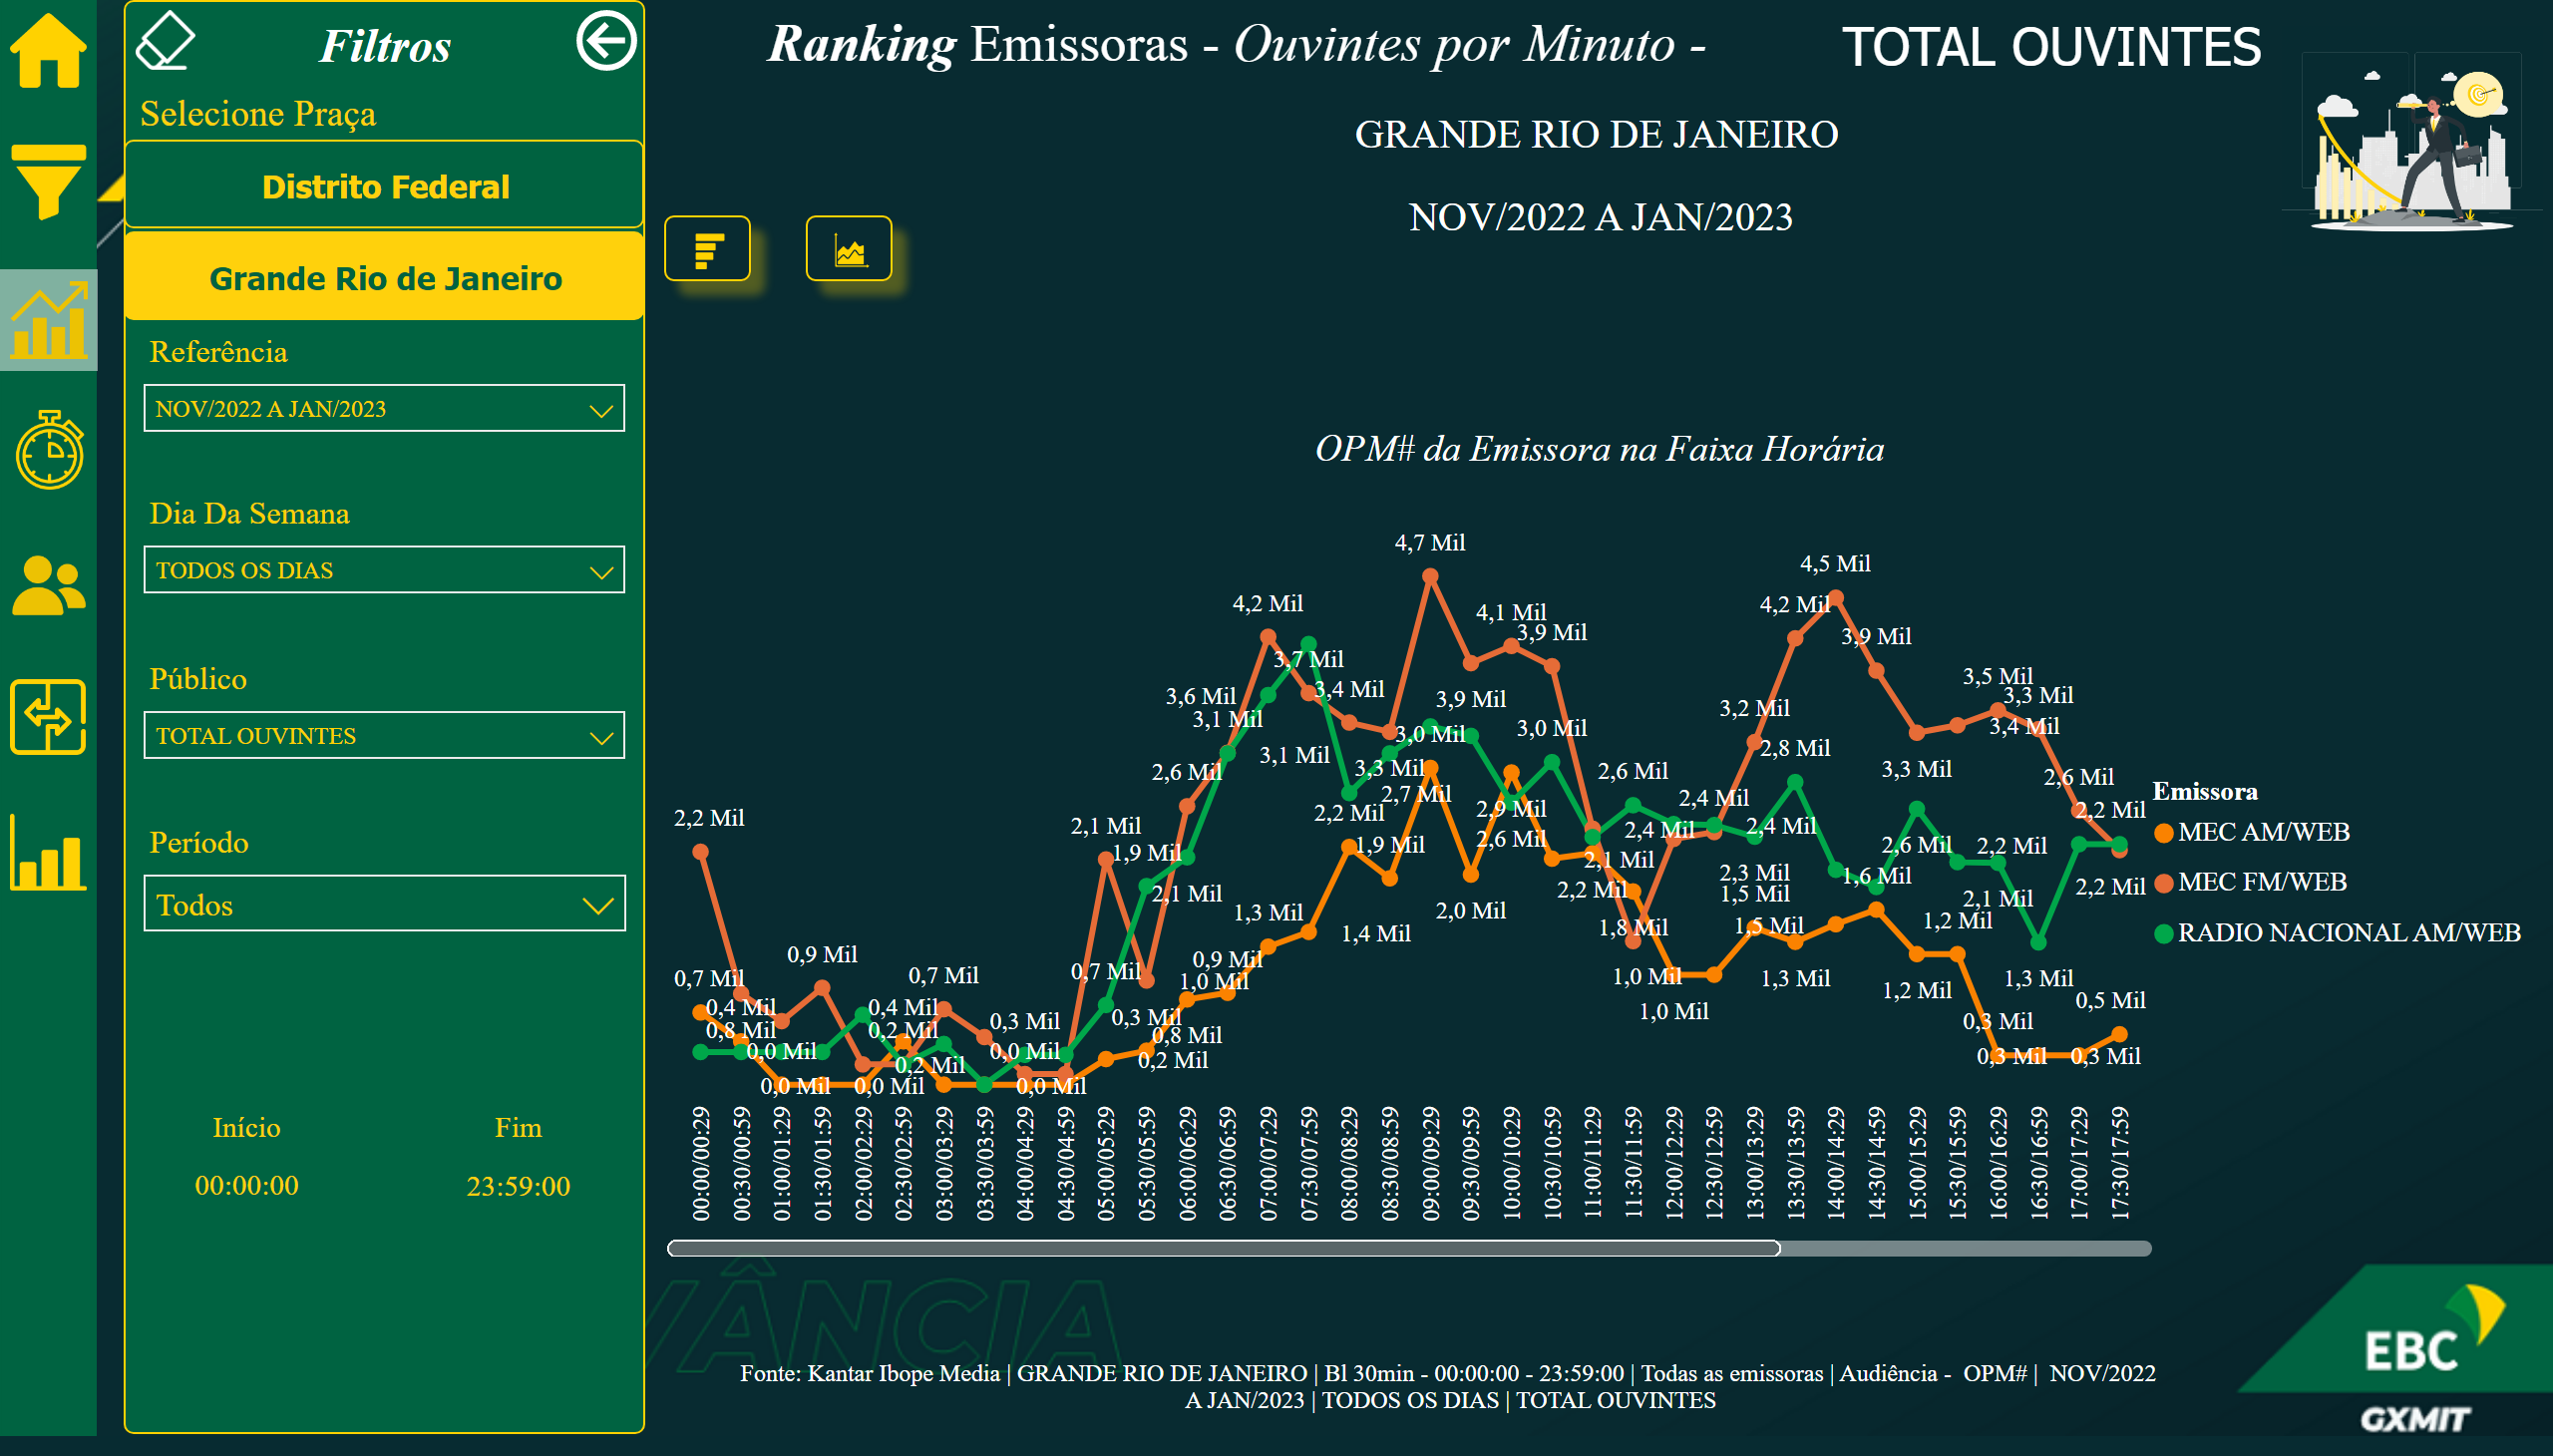 Filtros
Selecione Praça
Distrito Federal
Grande Rio de Janeiro
Referência
NOV/2022 A JAN/2023
Dia Da Semana
TODOS OS DIAS
Público
TOTAL OUVINTES
Período
Todos
Início Fim
00:00:00 23:59:00
Ranking Emissoras - Ouvintes por Minuto - TOTAL OUVINTES
GRANDE RIO DE JANEIRO
NOV/2022 A JAN/2023
OPM# da Emissora na Faixa Horária
4,7 Mil
4,5 Mil
4,2 Mil
4,2 Mil
4,1 Mil
3,9 Mil
3,9 Mil
3,7 Mil
3,5 Mil
3,4 Mil
3,3 Mil
3,6 Mil
3,9 Mil
3,2 Mil
3,1 Mil
3,4 Mil
3,0 Mil
3,0 Mil
2,8 Mil
3,1 Mil
3,3 Mil
3,3 Mil
2,6 Mil
2,6 Mil
2,6 Mil
2,7 Mil
2,4 Mil
2,2 Mil
2,9 Mil
2,2 Mil
2,2 Mil
2,1 Mil
2,4 Mil
2,4 Mil
2,6 Mil
1,9 Mil
2,6 Mil
2,2 Mil
1,9 Mil
2,1 Mil
2,3 Mil
1,6 Mil
2,2 Mil
2,1 Mil
2,2 Mil
1,5 Mil
2,1 Mil
1,3 Mil
2,0 Mil
1,2 Mil
1,8 Mil
1,5 Mil
1,4 Mil
0,9 Mil
0,9 Mil
0,7 Mil
0,7 Mil
0,7 Mil
1,0 Mil
1,0 Mil
1,3 Mil
1,3 Mil
1,2 Mil
0,5 Mil
0,4 Mil
0,4 Mil
1,0 Mil
0,3 Mil
0,3 Mil
0,3 Mil
0,8 Mil
0,2 Mil
0,8 Mil
0,0 Mil
0,0 Mil
0,3 Mil
0,3 Mil
0,2 Mil
0,2 Mil
0,0 Mil
0,0 Mil
0,0 Mil
00:00/00:29
00:30/00:59
01:00/01:29
01:30/01:59
02:00/02:29
02:30/02:59
03:00/03:29
03:30/03:59
04:00/04:29
04:30/04:59
05:00/05:29
05:30/05:59
06:00/06:29
06:30/06:59
07:00/07:29
07:30/07:59
08:00/08:29
08:30/08:59
09:00/09:29
09:30/09:59
10:00/10:29
10:30/10:59
11:00/11:29
11:30/11:59
12:00/12:29
12:30/12:59
13:00/13:29
13:30/13:59
14:00/14:29
14:30/14:59
15:00/15:29
15:30/15:59
16:00/16:29
16:30/16:59
17:00/17:29
17:30/17:59
Emissora
MEC AM/WEB
MEC FM/WEB
RADIO NACIONAL AM/WEB
VÂNCIA
Fonte: Kantar Ibope Media | GRANDE RIO DE JANEIRO | Bl 30min - 00:00:00 - 23:59:00 | Todas as emissoras | Audiência - OPM# | NOV/2022
A JAN/2023 | TODOS OS DIAS | TOTAL OUVINTES
EBC
GXMIT